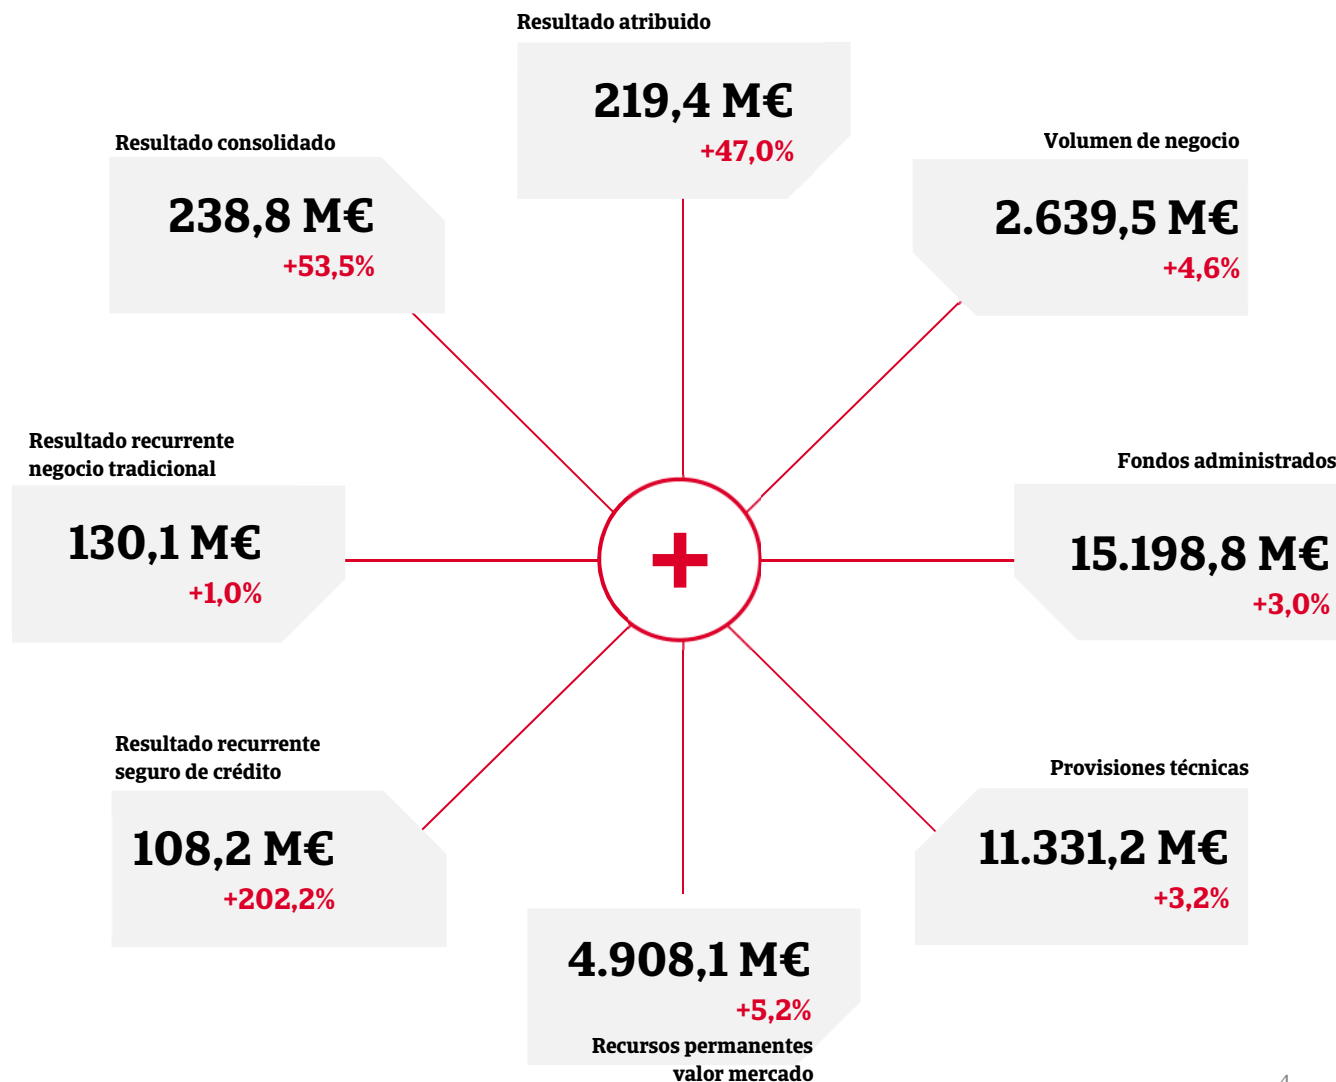 Resultado atribuido
219,4 M€
+47,0%
Resultado consolidado
238,8 M€
+53,5%
Volumen de negocio
2.639,5 M€
+4,6%
Resultado recurrente
negocio tradicional
130,1 M€
+1,0%
Fondos administrados
15.198,8 M€
+3,0%
Resultado recurrente
seguro de crédito
108,2 M€
+202,2%
Provisiones técnicas
11.331,2 M€
+3,2%
4.908,1 M€
+5,2%
Recursos permanentes
valor mercado
4